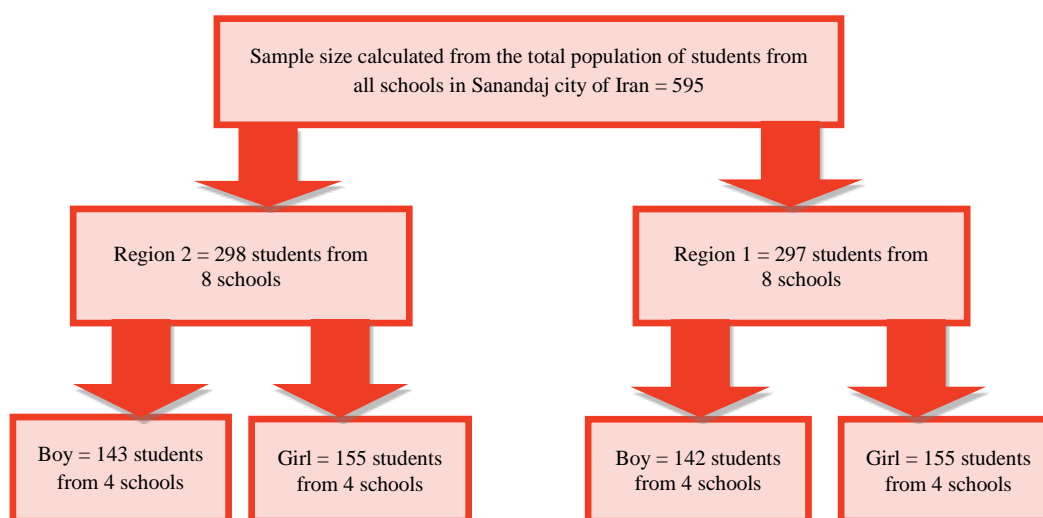 Sample size calculated from the total population of students from
all schools in Sanandaj city of Iran = 595
Region 2 = 298 students from
8 schools
Region 1 = 297 students from
8 schools
Boy = 143 students
from 4 schools
Girl = 155 students
from 4 schools
Boy = 142 students
from 4 schools
Girl = 155 students
from 4 schools